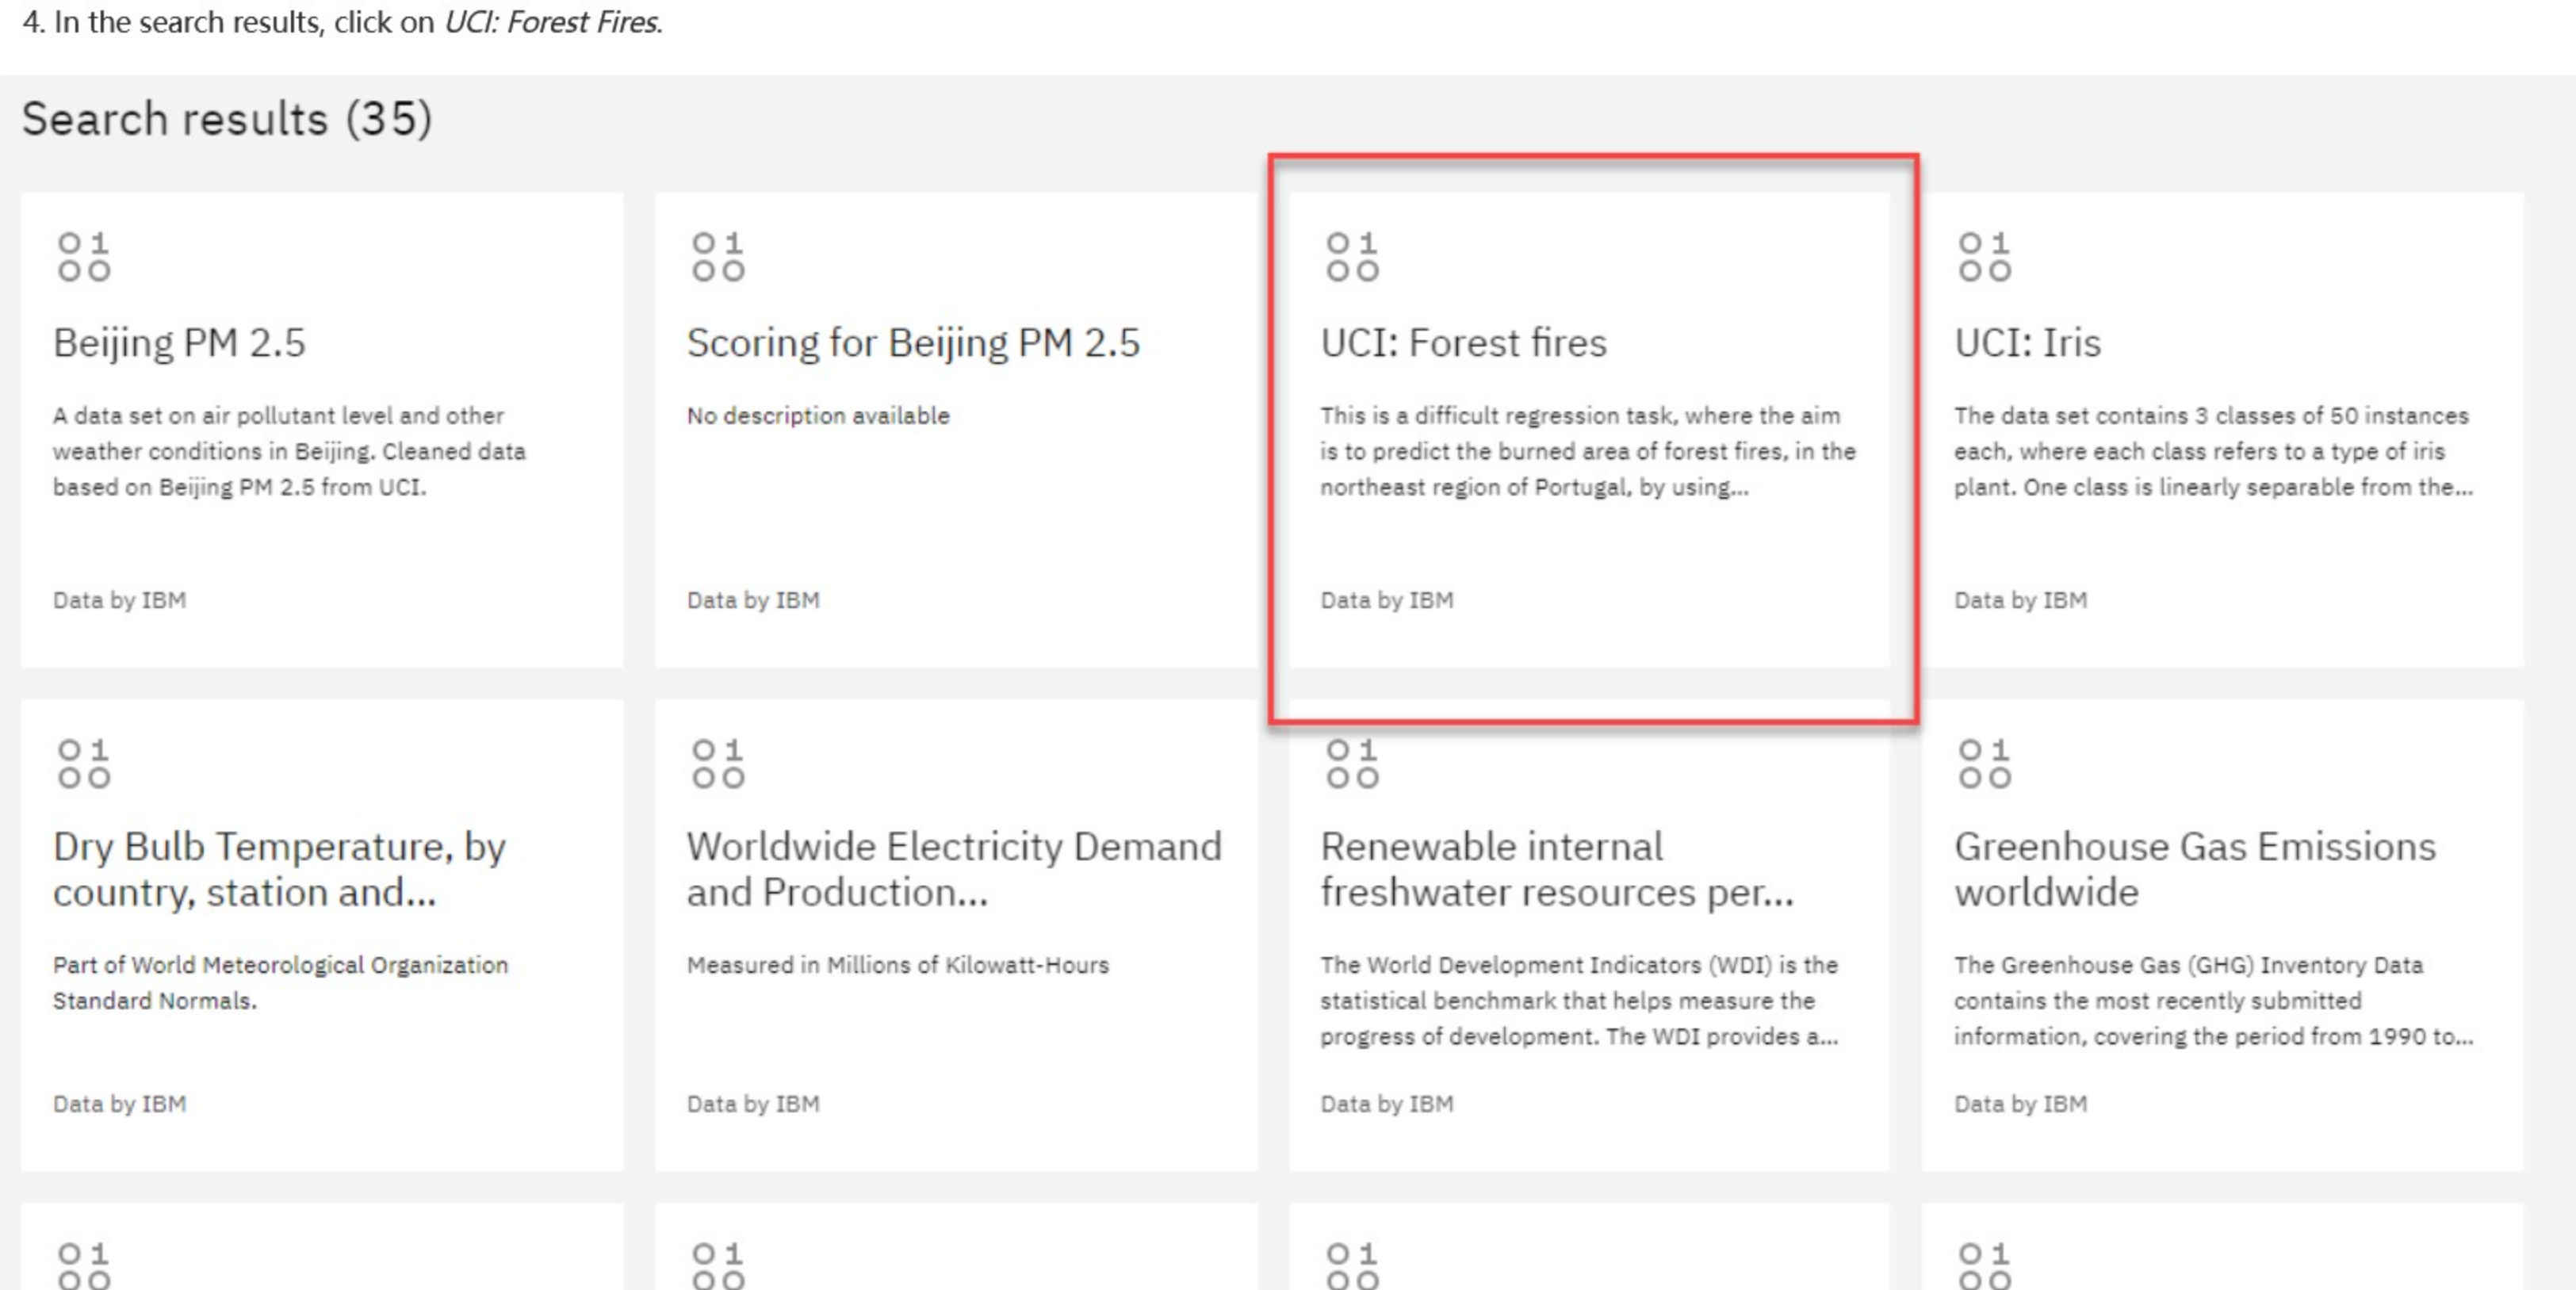 4. In the search results, click on UCI: Forest Fires.
Search results (35)
01
00
Beijing PM 2.5
A data set on air pollutant level and other
weather conditions in Beijing. Cleaned data
based on Beijing PM 2.5 from UCI.
Data by IBM
01
00
Scoring for Beijing PM 2.5
No description available
Data by IBM
01
00
UCI: Forest fires
This is a difficult regression task, where the aim
is to predict the burned area of forest fires, in the
northeast region of Portugal, by using...
Data by IBM
01
00
UCI: Iris
The data set contains 3 classes of 50 instances
each, where each class refers to a type of iris
plant. One class is linearly separable from the...
Data by IBM
01
00
Dry Bulb Temperature, by
country, station and...
Part of World Meteorological Organization
Standard Normals.
Data by IBM
01
00
Worldwide Electricity Demand
and Production...
Measured in Millions of Kilowatt-Hours
Data by IBM
01
00
Renewable internal
freshwater resources per...
The World Development Indicators (WDI) is the
statistical benchmark that helps measure the
progress of development. The WDI provides a...
Data by IBM
01
00
Greenhouse Gas Emissions
worldwide
The Greenhouse Gas (GHG) Inventory Data
contains the most recently submitted
information, covering the period from 1990 to...
Data by IBM
01
00
01
00
01
00
01
00